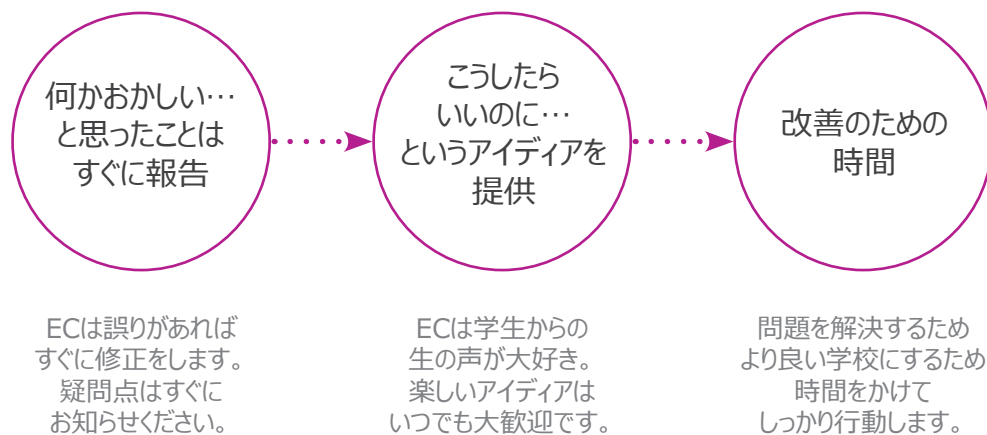 何かおかしい…
と思ったことは
すぐに報告
こうしたら
いいのに…
というアイディアを
提供
改善のための
時間
ECは誤りがあれば
すぐに修正をします。
疑問点はすぐに
お知らせください。
ECは学生からの
生の声が大好き。
楽しいアイディアは
いつでも大歓迎です。
問題を解決するため
より良い学校にするため
時間をかけて
しっかり行動します。